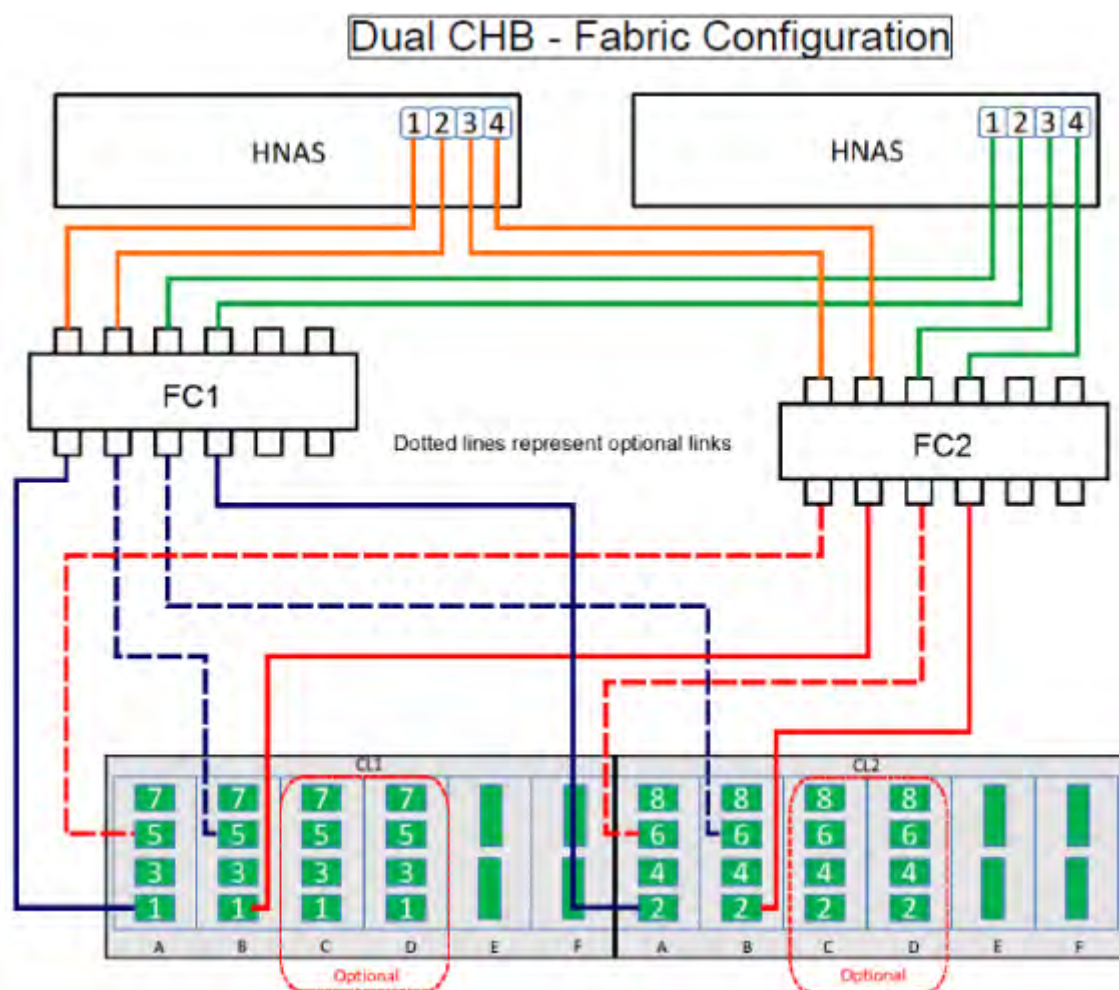 Dual CHB - Fabric Configuration
HNAS 1 2 3 4
HNAS 1 2 3 4
FC1
Dotted lines represent optional links
FC2
CL1 CL2
7 7 7 7 8 8 8 8
5 5 5 5 6 6 6 6
3 3 3 3 4 4 4 4
1 1 1 1 2 2 2 2
A B C D E F A B C D E F
Optional Optional